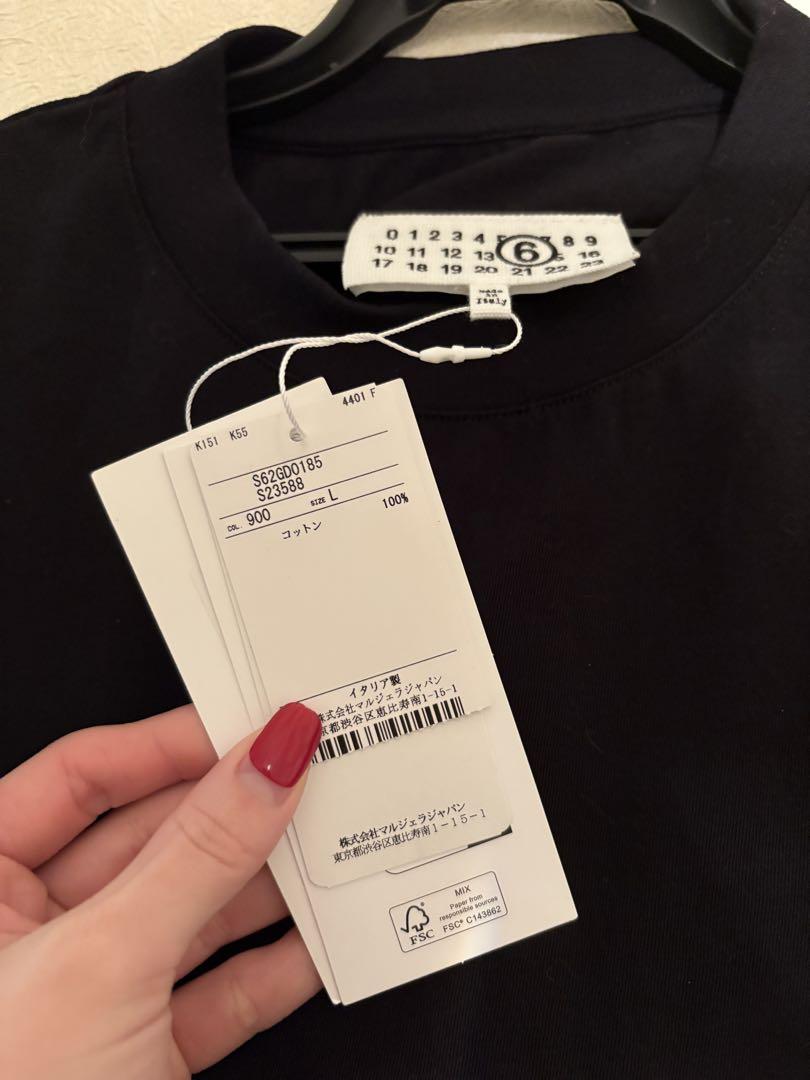 0 1 2 3 4 6 8 9
10 11 12 13 16
17 18 19 20 21 22 23
made
in
Italy
K151 K55 4401 F
S62GD0185
S23588
COL. 900 SIZE L 100%
コットン
イタリア製
株式会社マルジェラジャパン
京都渋谷区恵比寿南1-15-1
株式会社マルジェラジャパン
東京都渋谷区恵比寿南1-15-1
MIX
Paper from
responsible sources
FSC® C143862
FSC